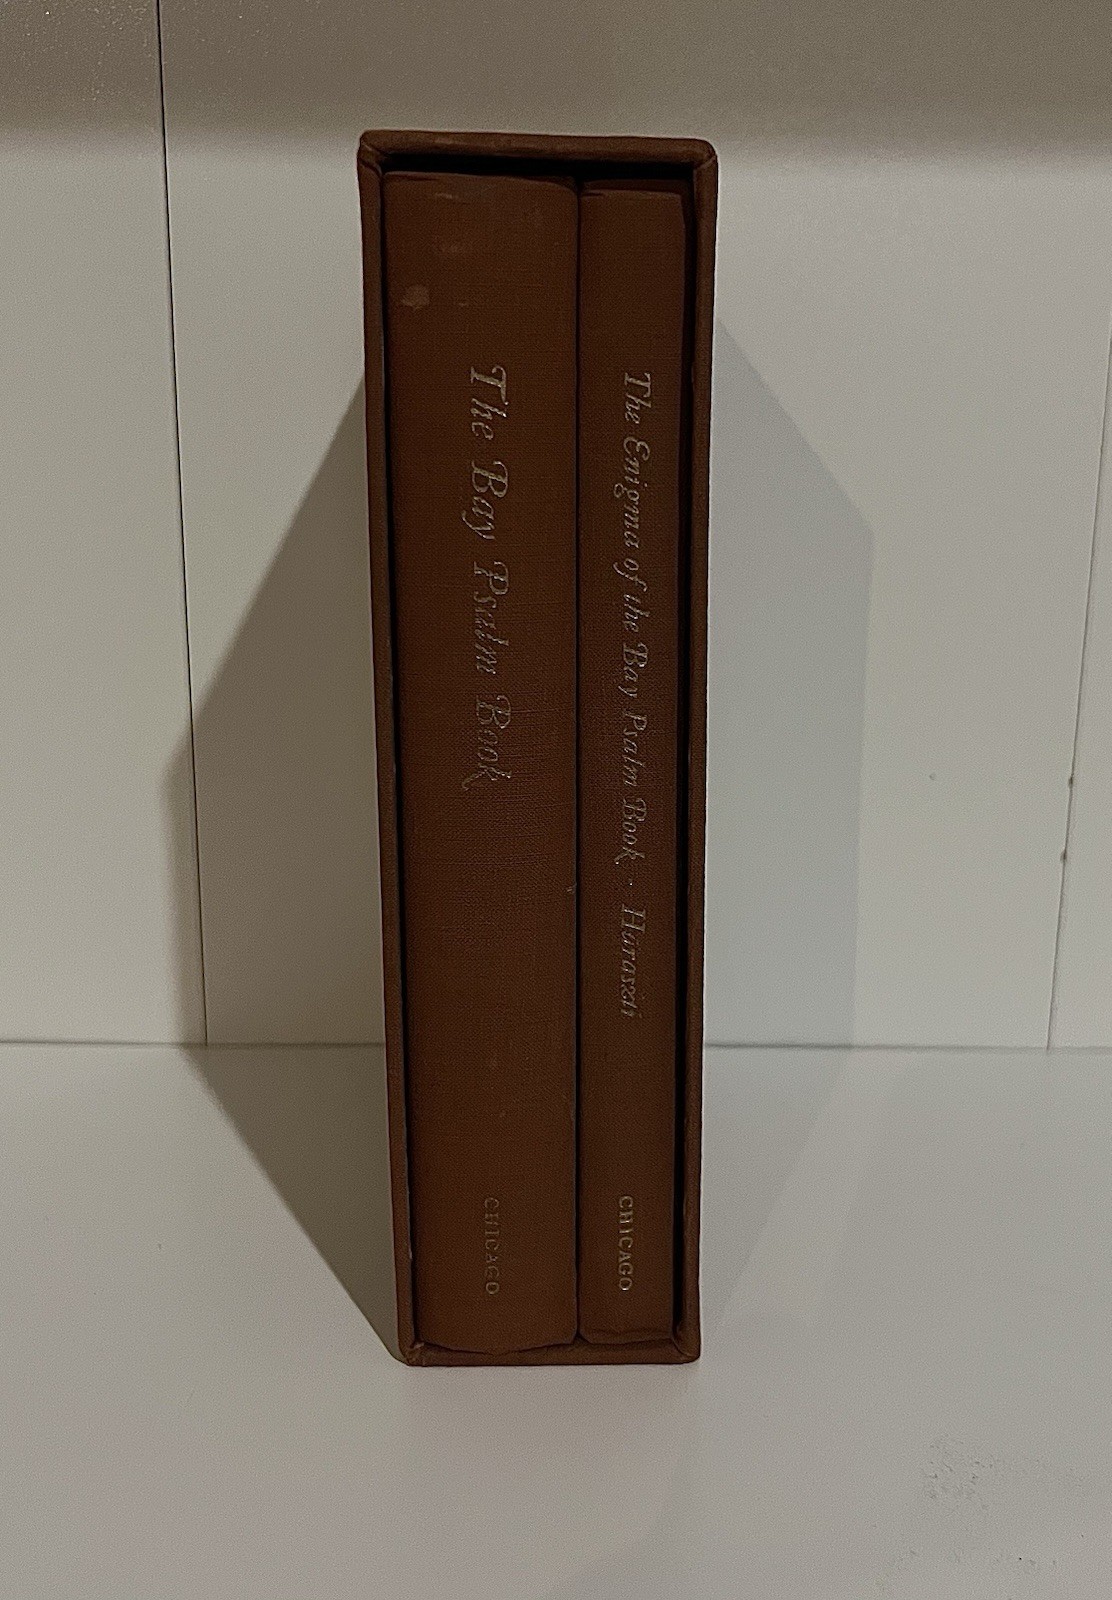 The Bay Psalm Book
CHICAGO
The Enigma of the Bay Psalm Book · Haraszti
CHICAGO